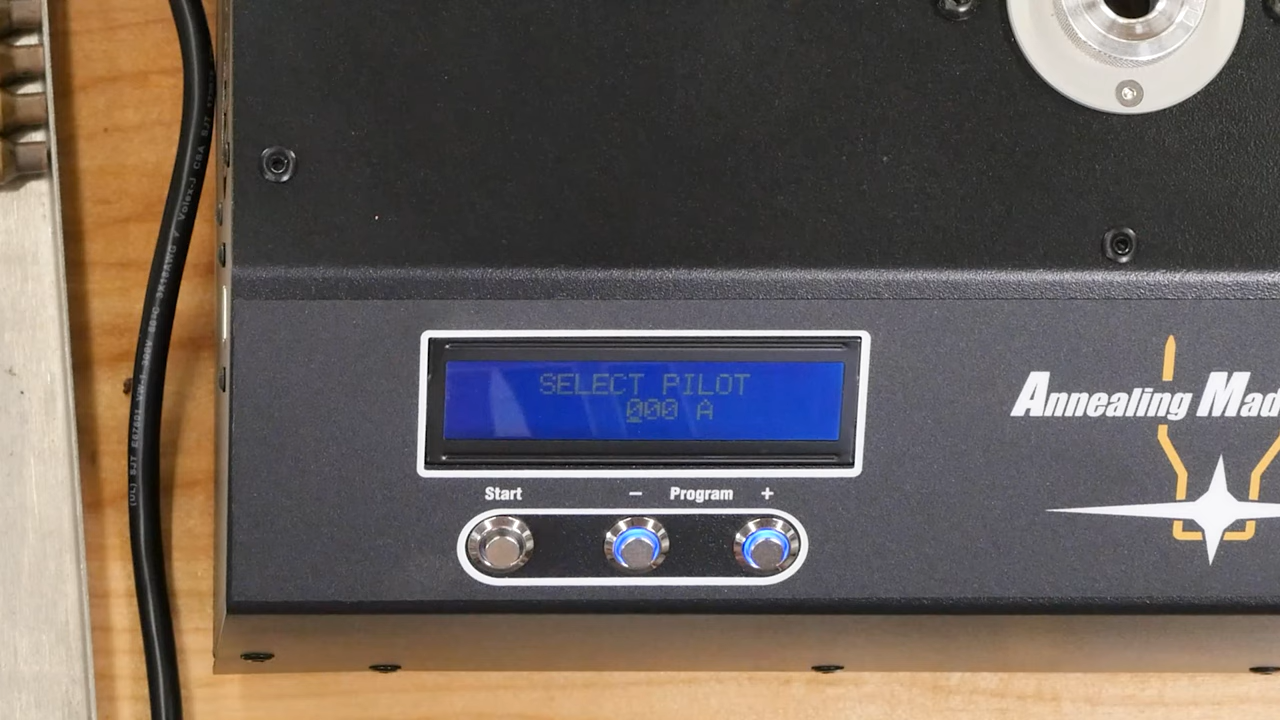 SELECT PILOT
000 A
Start
− Program +
Annealing Mad